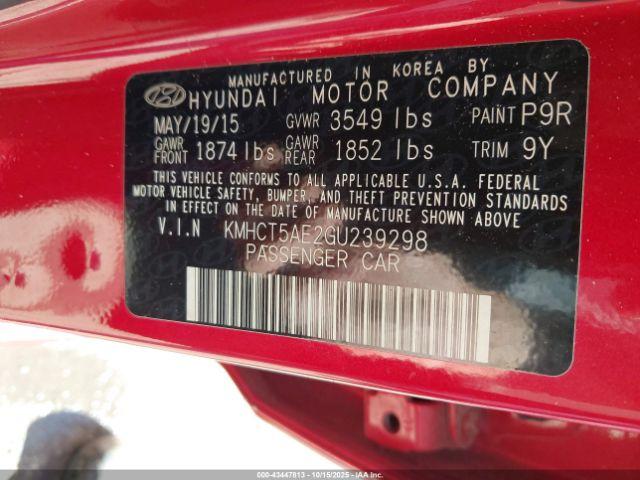 MANUFACTURED IN KOREA BY
HYUNDAI MOTOR COMPANY
MAY/19/15 GVWR 3549 lbs PAINT P9R
GAWR FRONT 1874 lbs GAWR REAR 1852 lbs TRIM 9Y
THIS VEHICLE CONFORMS TO ALL APPLICABLE U.S.A. FEDERAL
MOTOR VEHICLE SAFETY, BUMPER, AND THEFT PREVENTION STANDARDS
IN EFFECT ON THE DATE OF MANUFACTURE SHOWN ABOVE
V.I.N KMHCT5AE2GU239298
PASSENGER CAR
000-43447813 - 10/15/2025 - IAA Inc.